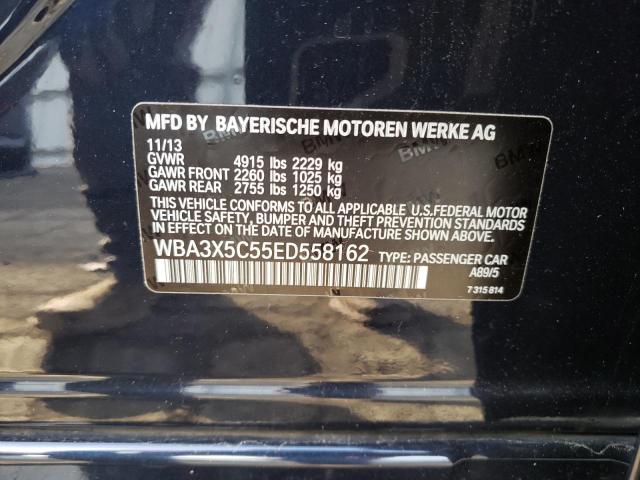 MFD BY BAYERISCHE MOTOREN WERKE AG
11/13
GVWR 4915 lbs 2229 kg
GAWR FRONT 2260 lbs 1025 kg
GAWR REAR 2755 lbs 1250 kg
THIS VEHICLE CONFORMS TO ALL APPLICABLE U.S.FEDERAL MOTOR
VEHICLE SAFETY, BUMPER AND THEFT PREVENTION STANDARDS
IN EFFECT ON THE DATE OF MANUFACTURE SHOWN ABOVE.
WBA3X5C55ED558162 TYPE: PASSENGER CAR
A89/5
7 315 814